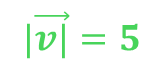 |v⃗| = 5